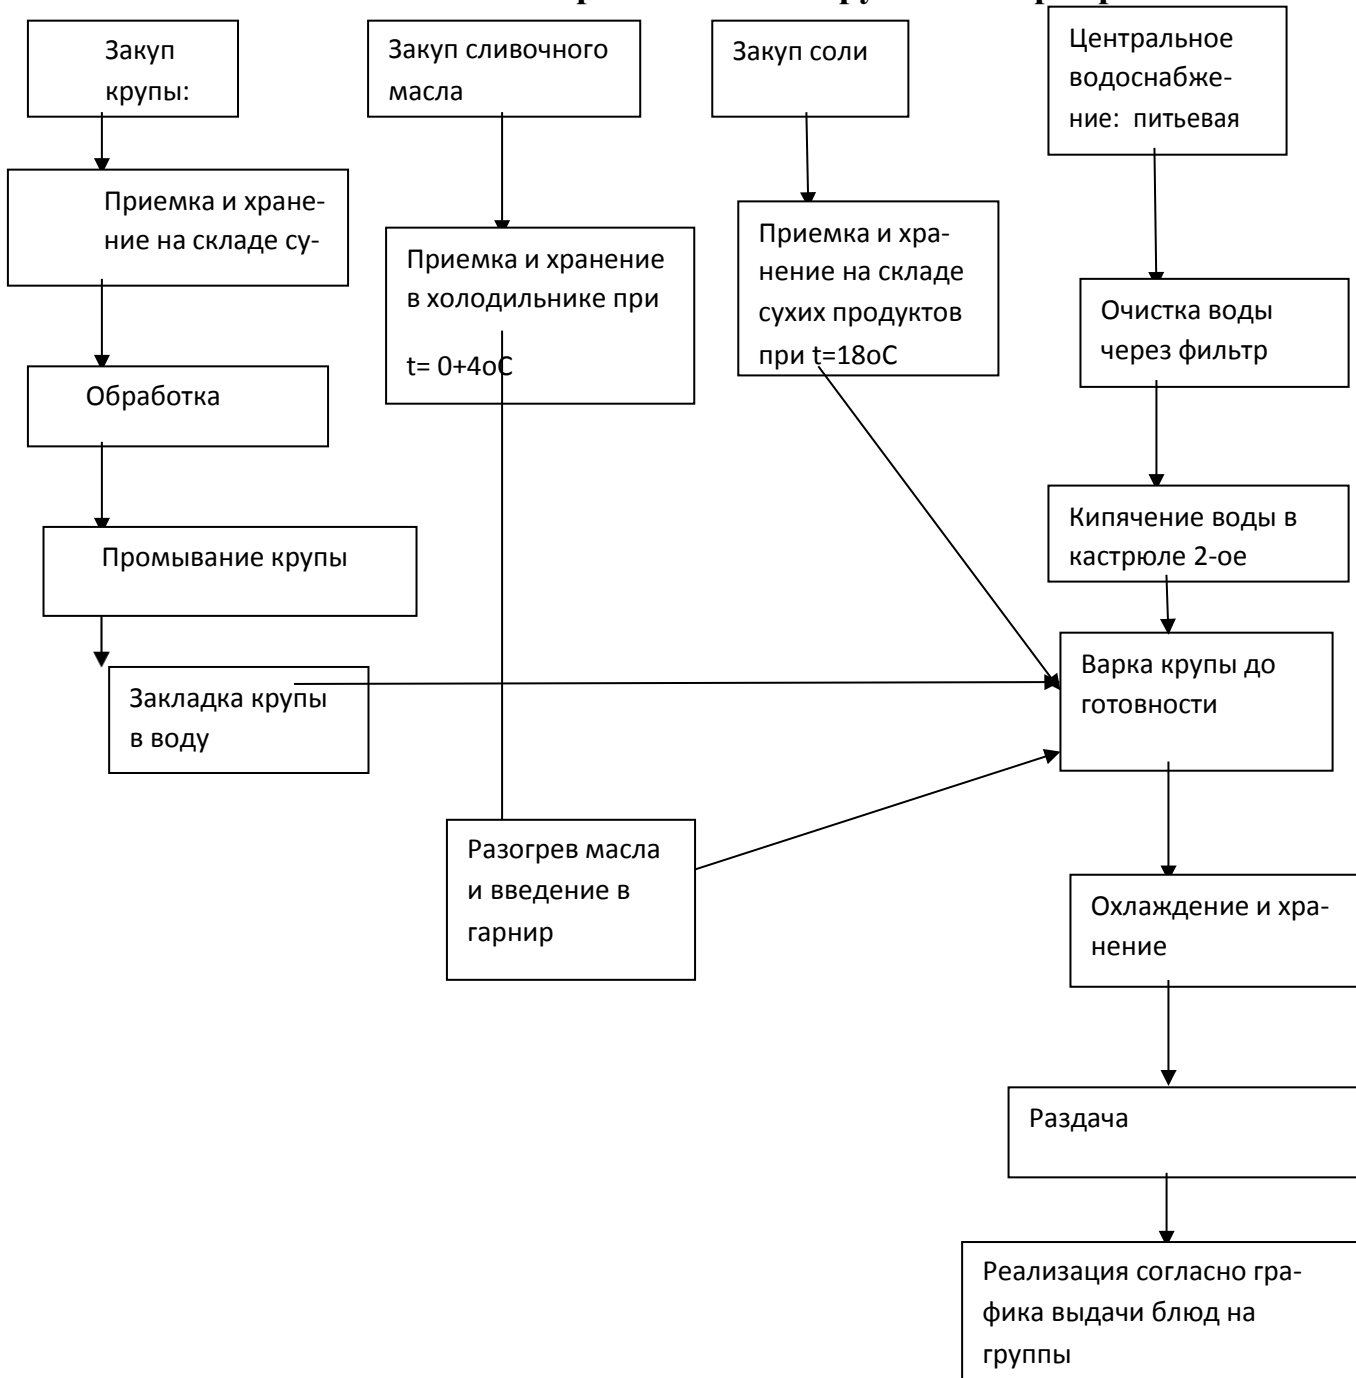 Закуп
крупы:
Закуп сливочного
масла
Закуп соли
Центральное
водоснабже-
ние: питьевая
Приемка и хране-
ние на складе су-
Приемка и хранение
в холодильнике при
t= 0+4оС
Приемка и хра-
нение на складе
сухих продуктов
при t=18оС
Очистка воды
через фильтр
Обработка
Кипячение воды в
кастрюле 2-ое
Промывание крупы
Закладка крупы
в воду
Варка крупы до
готовности
Разогрев масла
и введение в
гарнир
Охлаждение и хра-
нение
Раздача
Реализация согласно гра-
фика выдачи блюд на
группы